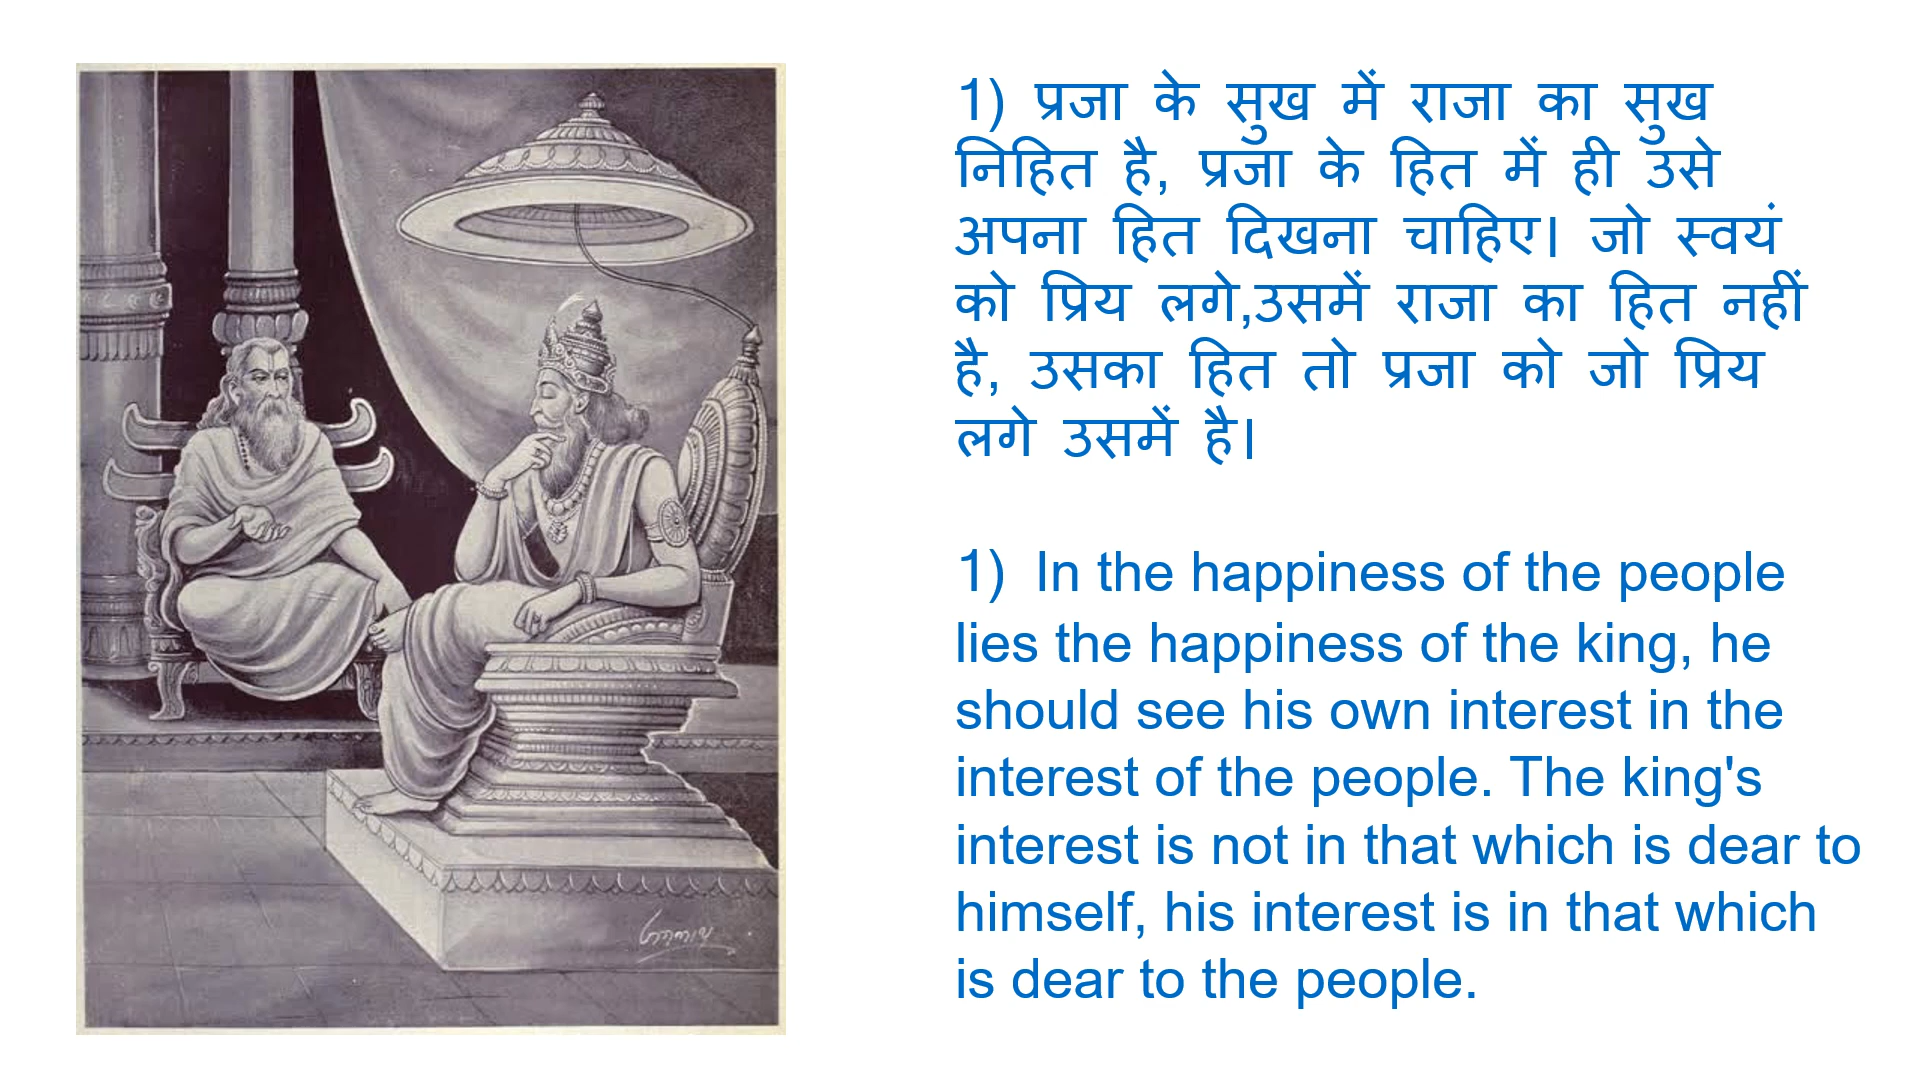 1) प्रजा के सुख में राजा का सुख
निहित है, प्रजा के हित में ही उसे
अपना हित दिखना चाहिए। जो स्वयं
को प्रिय लगे,उसमें राजा का हित नहीं
है, उसका हित तो प्रजा को जो प्रिय
लगे उसमें है।
1) In the happiness of the people
lies the happiness of the king, he
should see his own interest in the
interest of the people. The king's
interest is not in that which is dear to
himself, his interest is in that which
is dear to the people.